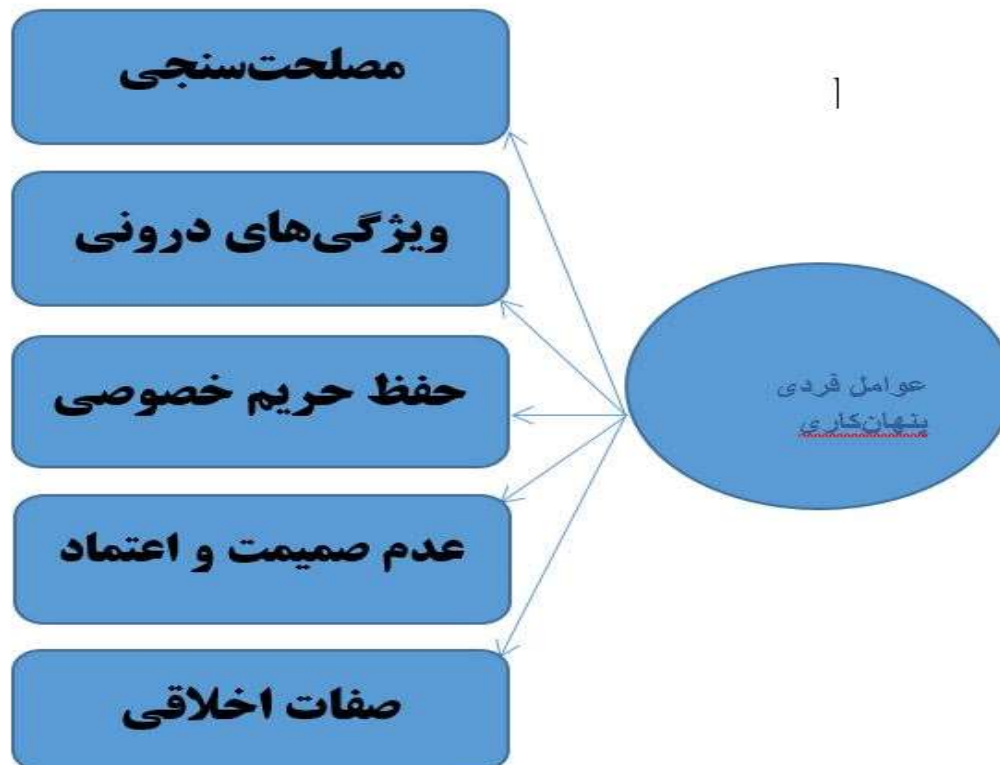 مصلحت‌سنجی
ویژگی‌های درونی
حفظ حریم خصوصی
عدم صمیمت و اعتماد
صفات اخلاقی
عوامل فردی
پنهان‌کاری